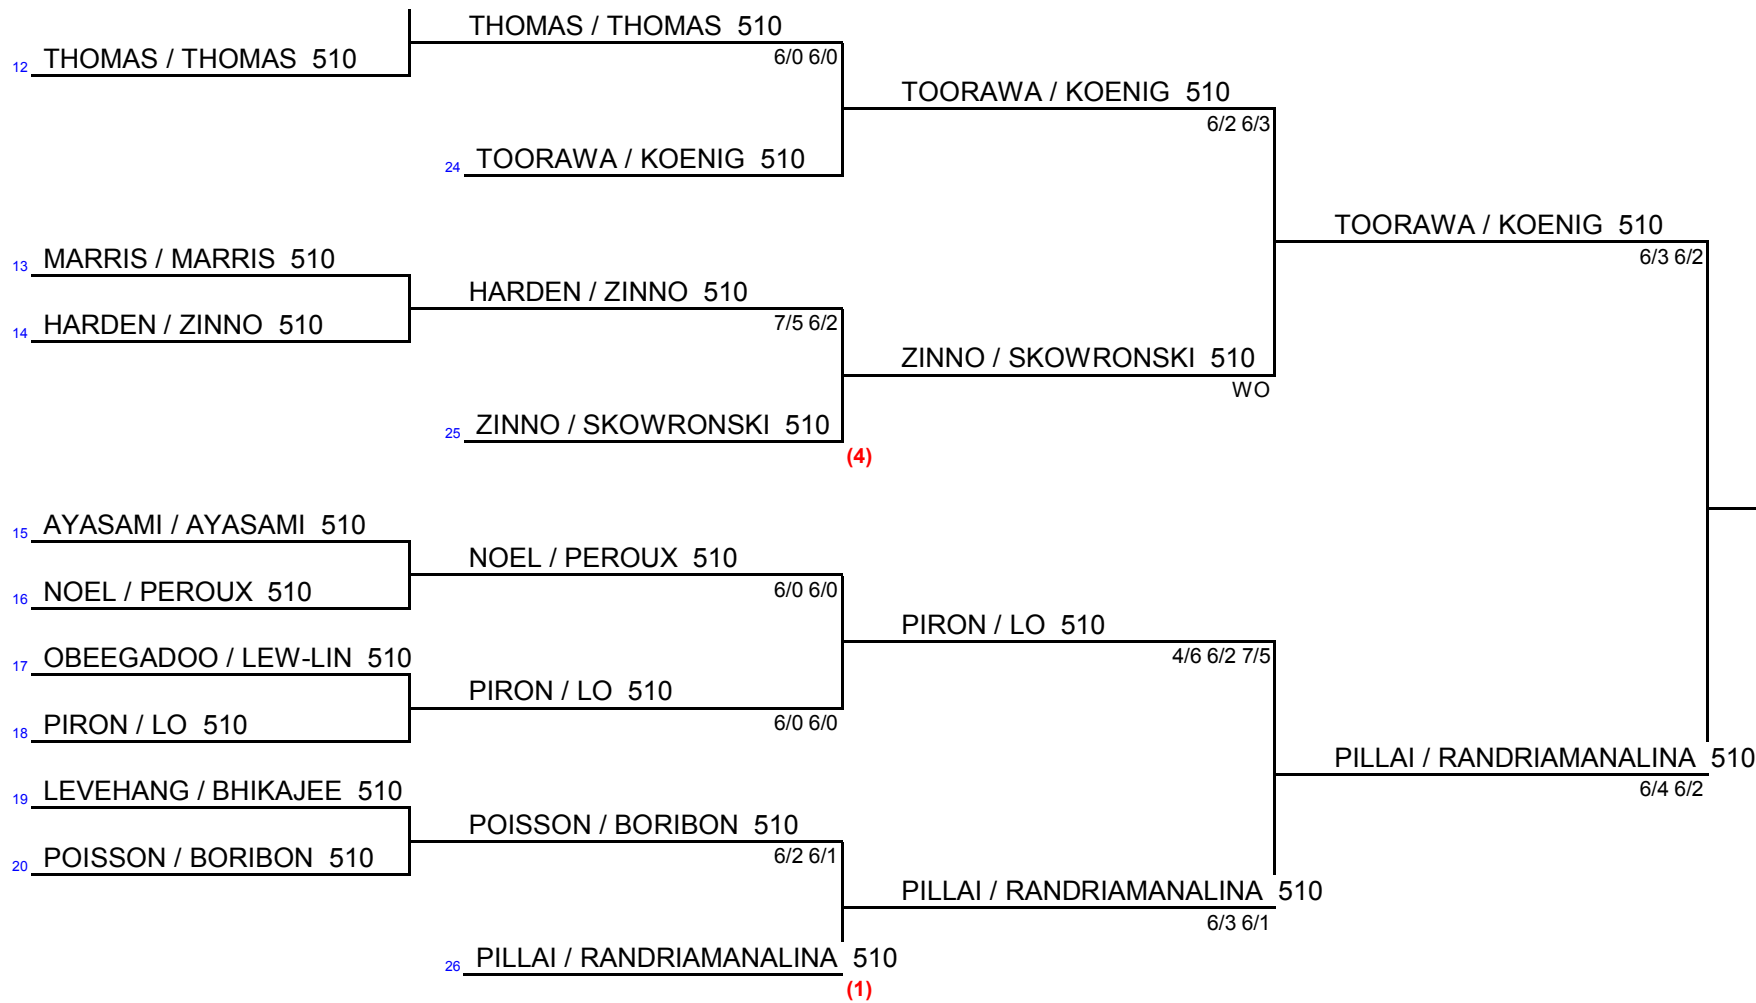 THOMAS / THOMAS 510
12 THOMAS / THOMAS 510
6/0 6/0
TOORAWA / KOENIG 510
6/2 6/3
24 TOORAWA / KOENIG 510
TOORAWA / KOENIG 510
6/3 6/2
13 MARRIS / MARRIS 510
HARDEN / ZINNO 510
7/5 6/2
14 HARDEN / ZINNO 510
ZINNO / SKOWRONSKI 510
WO
25 ZINNO / SKOWRONSKI 510
(4)
15 AYASAMI / AYASAMI 510
NOEL / PEROUX 510
6/0 6/0
16 NOEL / PEROUX 510
PIRON / LO 510
4/6 6/2 7/5
17 OBEEGADOO / LEW-LIN 510
PIRON / LO 510
6/0 6/0
18 PIRON / LO 510
PILLAI / RANDRIAMANALINA 510
6/4 6/2
19 LEVEHANG / BHIKAJEE 510
POISSON / BORIBON 510
6/2 6/1
20 POISSON / BORIBON 510
PILLAI / RANDRIAMANALINA 510
6/3 6/1
26 PILLAI / RANDRIAMANALINA 510
(1)